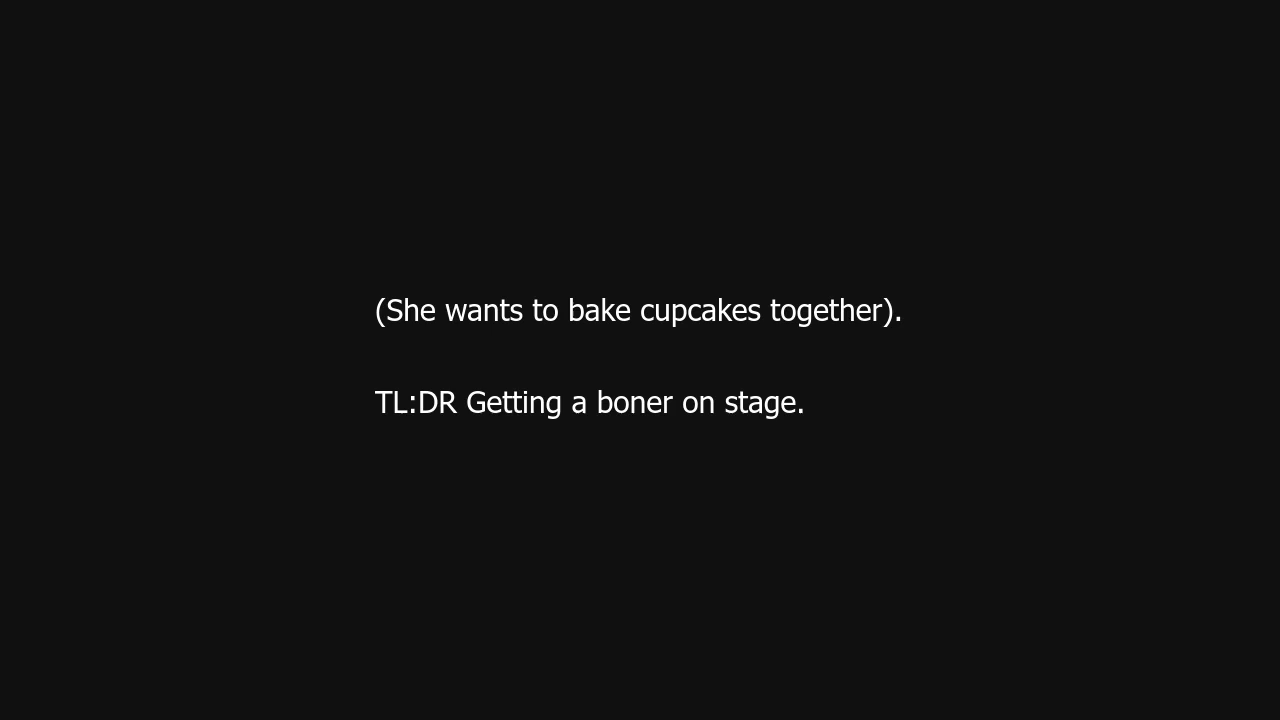 (She wants to bake cupcakes together).
TL:DR Getting a boner on stage.